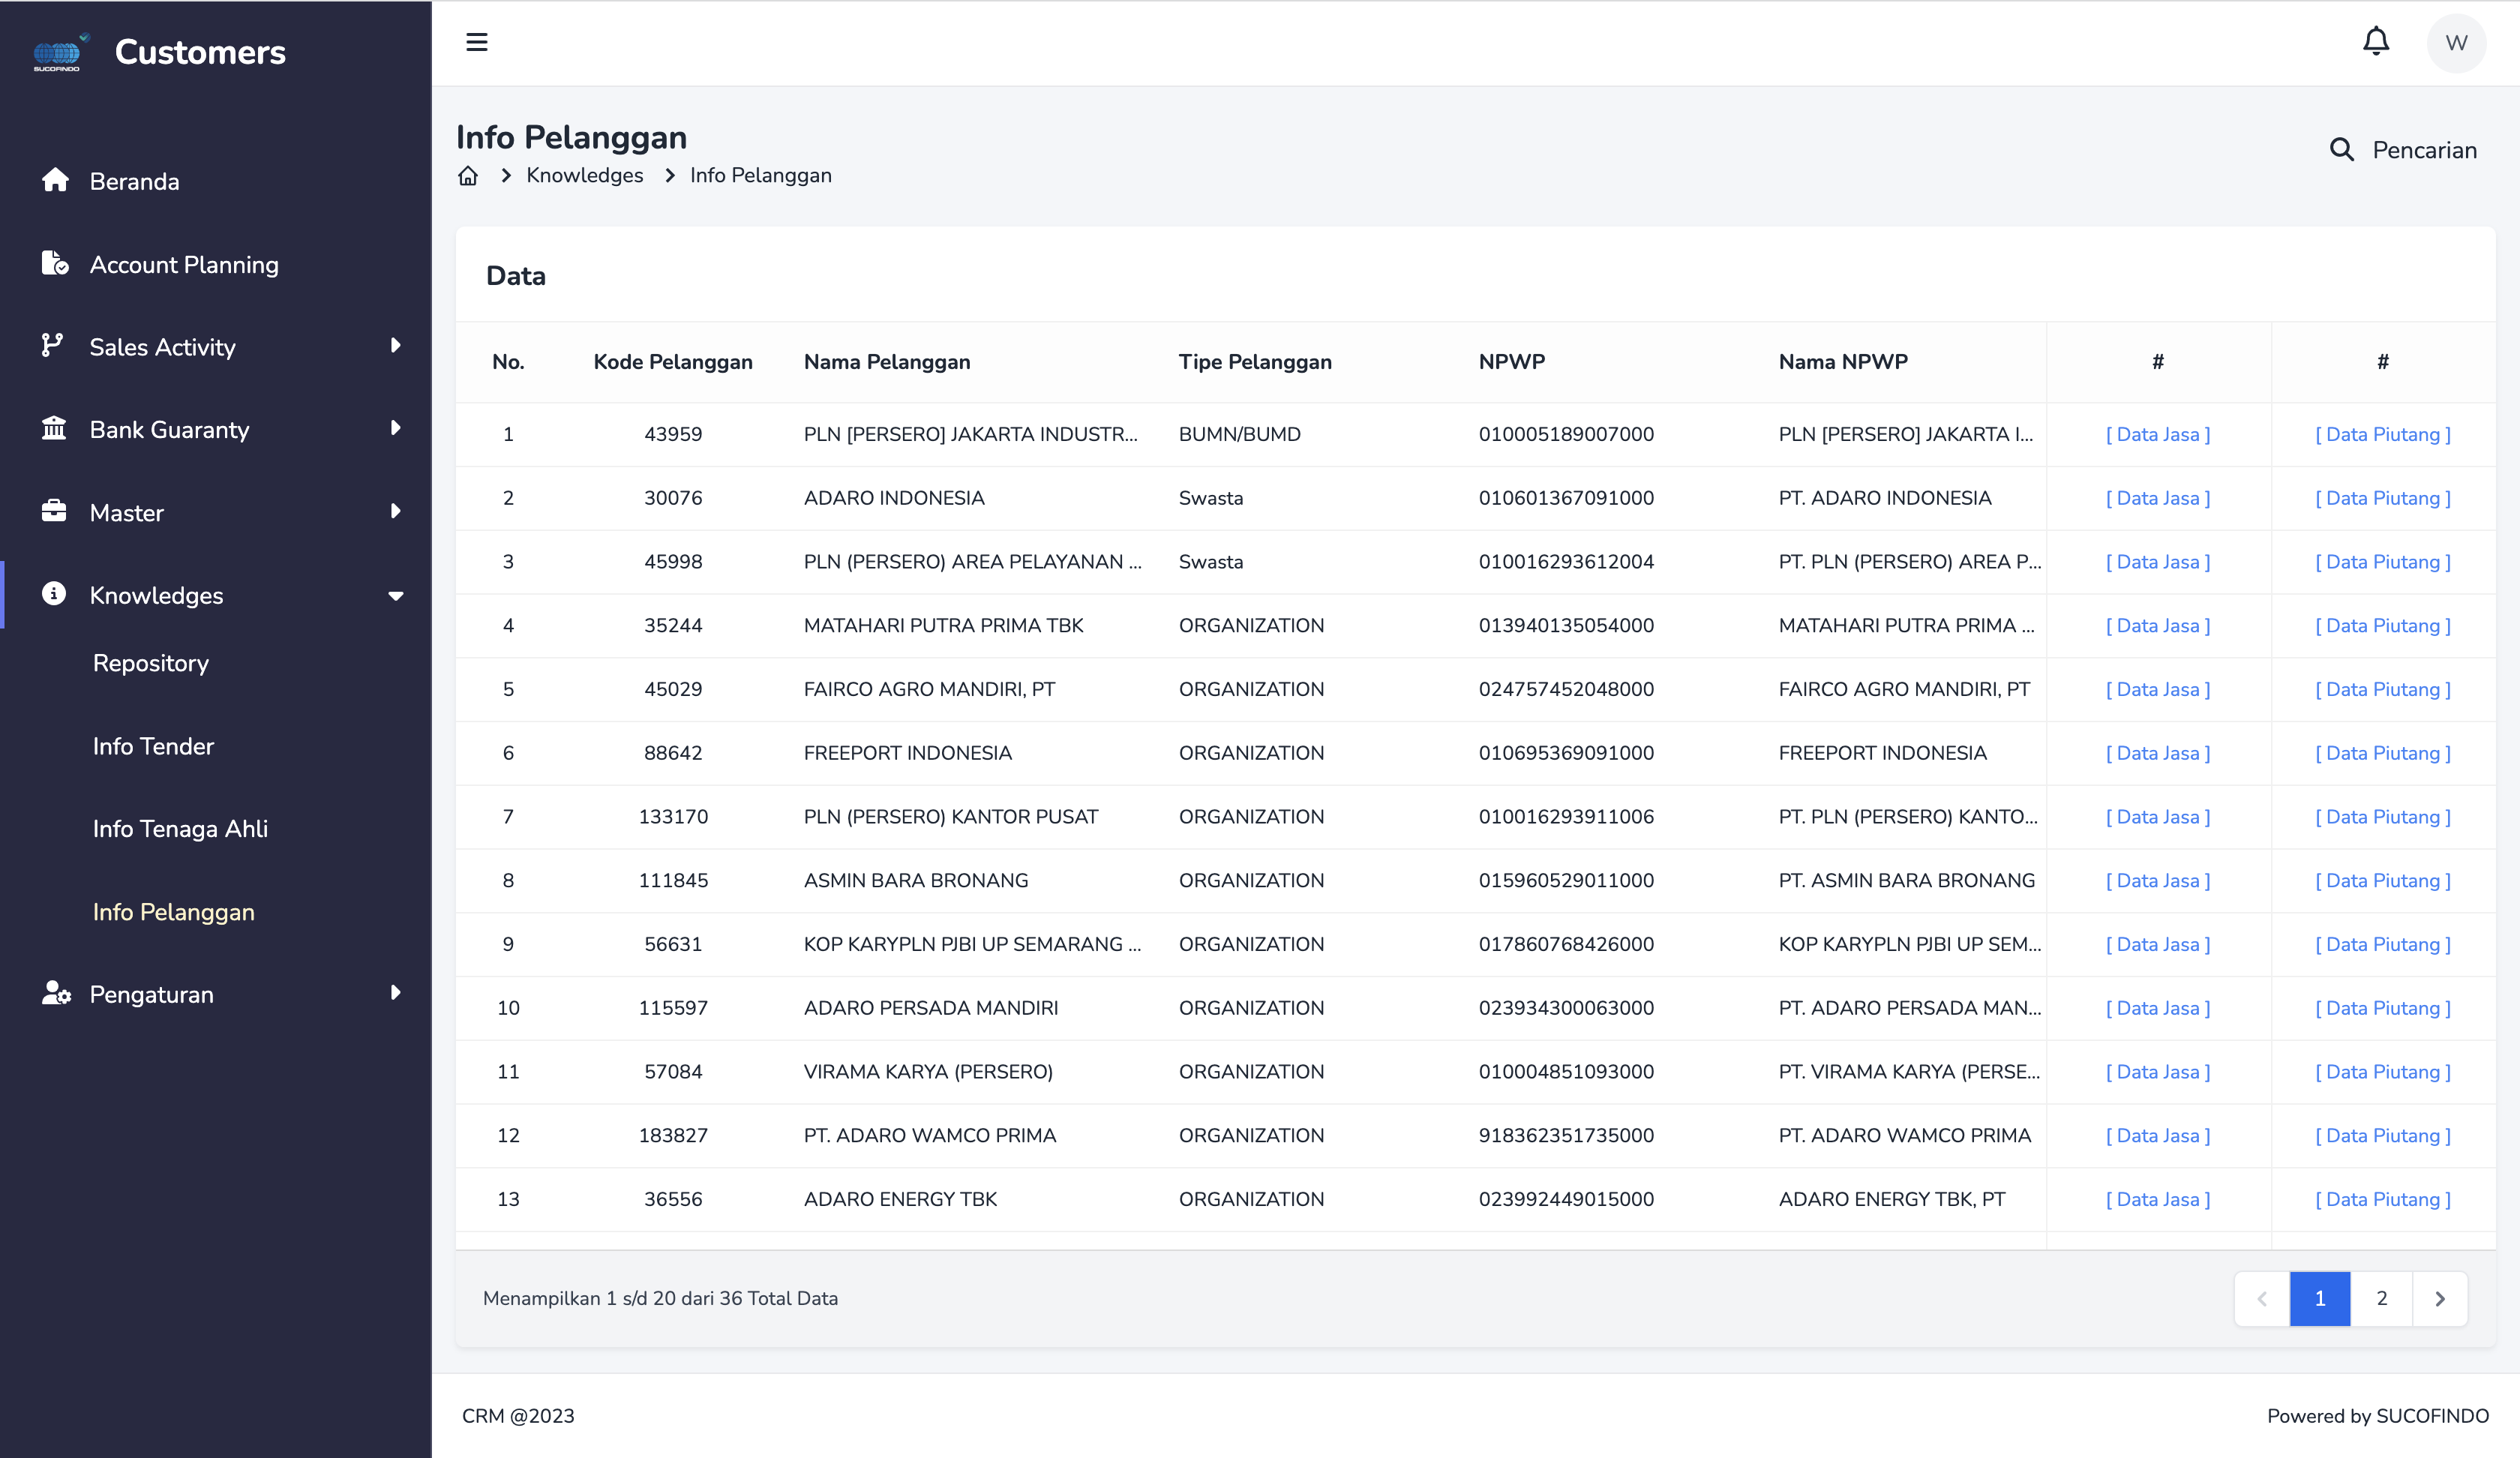 SUCOFINDO
Customers
Beranda
Account Planning
Sales Activity
Bank Guaranty
Master
Knowledges
Repository
Info Tender
Info Tenaga Ahli
Info Pelanggan
Pengaturan
W
Info Pelanggan
Knowledges Info Pelanggan
Pencarian
Data
No. Kode Pelanggan Nama Pelanggan Tipe Pelanggan NPWP Nama NPWP # #
1 43959 PLN [PERSERO] JAKARTA INDUSTR... BUMN/BUMD 010005189007000 PLN [PERSERO] JAKARTA I... [ Data Jasa ] [ Data Piutang ]
2 30076 ADARO INDONESIA Swasta 010601367091000 PT. ADARO INDONESIA [ Data Jasa ] [ Data Piutang ]
3 45998 PLN (PERSERO) AREA PELAYANAN ... Swasta 010016293612004 PT. PLN (PERSERO) AREA P... [ Data Jasa ] [ Data Piutang ]
4 35244 MATAHARI PUTRA PRIMA TBK ORGANIZATION 013940135054000 MATAHARI PUTRA PRIMA ... [ Data Jasa ] [ Data Piutang ]
5 45029 FAIRCO AGRO MANDIRI, PT ORGANIZATION 024757452048000 FAIRCO AGRO MANDIRI, PT [ Data Jasa ] [ Data Piutang ]
6 88642 FREEPORT INDONESIA ORGANIZATION 010695369091000 FREEPORT INDONESIA [ Data Jasa ] [ Data Piutang ]
7 133170 PLN (PERSERO) KANTOR PUSAT ORGANIZATION 010016293911006 PT. PLN (PERSERO) KANTO... [ Data Jasa ] [ Data Piutang ]
8 111845 ASMIN BARA BRONANG ORGANIZATION 015960529011000 PT. ASMIN BARA BRONANG [ Data Jasa ] [ Data Piutang ]
9 56631 KOP KARYPLN PJBI UP SEMARANG ... ORGANIZATION 017860768426000 KOP KARYPLN PJBI UP SEM... [ Data Jasa ] [ Data Piutang ]
10 115597 ADARO PERSADA MANDIRI ORGANIZATION 023934300063000 PT. ADARO PERSADA MAN... [ Data Jasa ] [ Data Piutang ]
11 57084 VIRAMA KARYA (PERSERO) ORGANIZATION 010004851093000 PT. VIRAMA KARYA (PERSE... [ Data Jasa ] [ Data Piutang ]
12 183827 PT. ADARO WAMCO PRIMA ORGANIZATION 918362351735000 PT. ADARO WAMCO PRIMA [ Data Jasa ] [ Data Piutang ]
13 36556 ADARO ENERGY TBK ORGANIZATION 023992449015000 ADARO ENERGY TBK, PT [ Data Jasa ] [ Data Piutang ]
Menampilkan 1 s/d 20 dari 36 Total Data
1 2
CRM @2023
Powered by SUCOFINDO